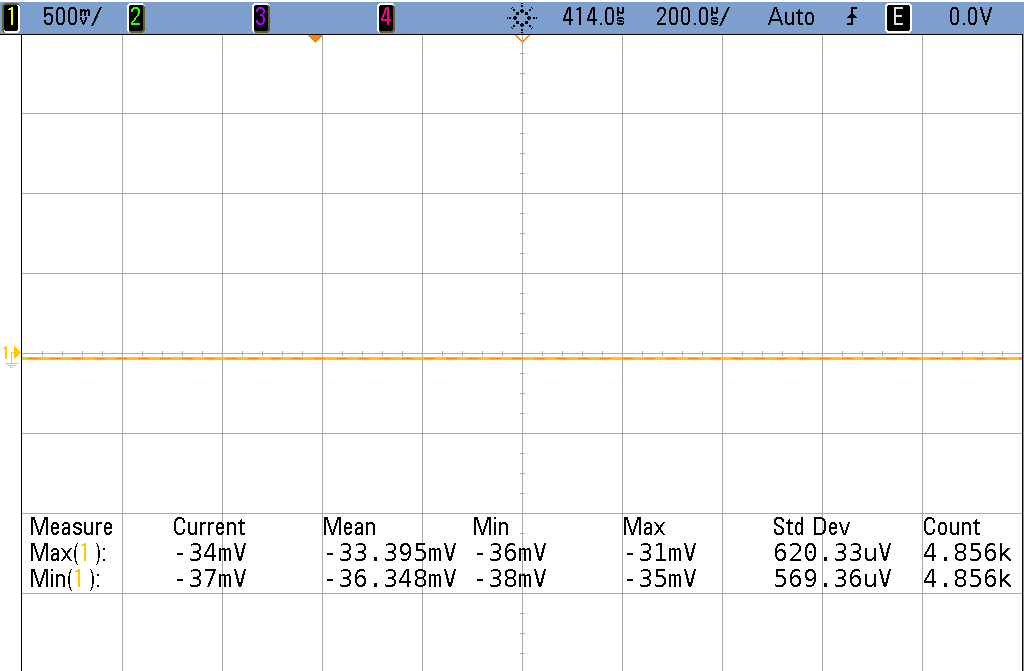 1 500mV/ 2 3 4 414.0us 200.0us/ Auto E 0.0V
1
Measure Current Mean Min Max Std Dev Count
Max(1): -34mV -33.395mV -36mV -31mV 620.33uV 4.856k
Min(1): -37mV -36.348mV -38mV -35mV 569.36uV 4.856k